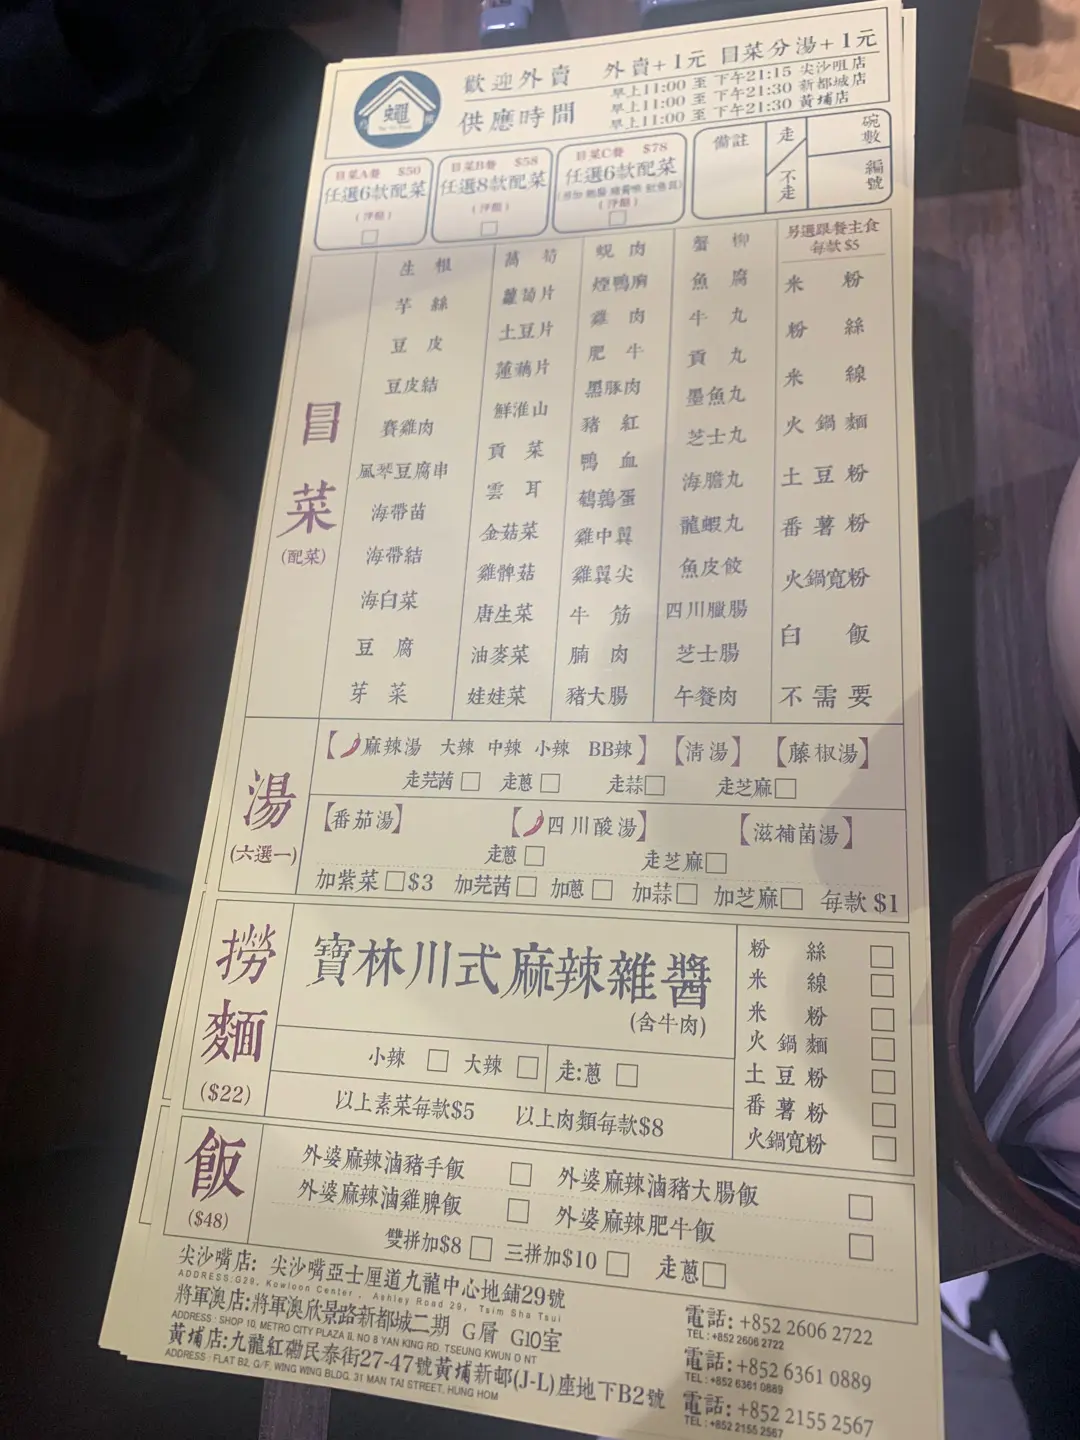 歡迎外賣 外賣+1元 冒菜分湯+1元
供應時間
早上11:00 至 下午21:15 尖沙咀店
早上11:00 至 下午21:30 新都城店
早上11:00 至 下午21:30 黃埔店
蠅
冒菜A餐 $50
任選6款配菜
(淨餸)
冒菜B餐 $58
任選8款配菜
(淨餸)
冒菜C餐 $78
任選6款配菜
(淨餸)
備註
走/不走
碗數
編號
冒菜
(配菜)
生根
芋絲
豆皮
豆皮結
賽雞肉
風琴豆腐串
海帶苗
海帶結
海白菜
豆腐
芽菜
萵筍
蘿蔔片
土豆片
蓮藕片
鮮淮山
貢菜
雲耳
金菇菜
雞髀菇
唐生菜
油麥菜
娃娃菜
蜆肉
煙鴨胸
雞肉
肥牛
黑豚肉
豬紅
鴨血
鵪鶉蛋
雞中翼
雞翼尖
牛筋
腩肉
豬大腸
蟹柳
魚腐
牛丸
貢丸
墨魚丸
芝士丸
海膽丸
龍蝦丸
魚皮餃
四川臘腸
芝士腸
午餐肉
另選跟餐主食
每款$5
米粉
粉絲
米線
火鍋麵
土豆粉
番薯粉
火鍋寬粉
白飯
不需要
湯
(六選一)
【麻辣湯 大辣 中辣 小辣 BB辣】 【清湯】 【藤椒湯】
走芫茜 走蔥 走蒜 走芝麻
【番茄湯】 【四川酸湯】 【滋補菌湯】
走蔥 走芝麻
加紫菜 $3 加芫茜 加蔥 加蒜 加芝麻 每款 $1
撈麵
($22)
寶林川式麻辣雜醬
(含牛肉)
小辣 大辣 走:蔥
以上素菜每款$5 以上肉類每款$8
粉絲
米線
米粉
火鍋麵
土豆粉
番薯粉
火鍋寬粉
飯
($48)
外婆麻辣滷豬手飯 外婆麻辣滷豬大腸飯
外婆麻辣滷雞脾飯 外婆麻辣肥牛飯
雙拼加$8 三拼加$10 走蔥
尖沙嘴店: 尖沙嘴亞士厘道九龍中心地鋪29號
ADDRESS:G29, Kowloon Center, Ashley Road 29, Tsim Sha Tsui
電話: +852 2606 2722
TEL : +852 2606 2722
將軍澳店:將軍澳欣景路新都城二期 G層 G10室
ADDRESS : SHOP 10, METRO CITY PLAZA II, NO 8 YAN KING RD, TSEUNG KWUN O NT
電話: +852 6361 0889
TEL : +852 6361 0889
黃埔店:九龍紅磡民泰街27-47號黃埔新邨(J-L)座地下B2號
ADDRESS : FLAT B2, G/F, WING WING BLDG, 31 MAN TAI STREET, HUNG HOM
電話: +852 2155 2567
TEL : +852 2155 2567